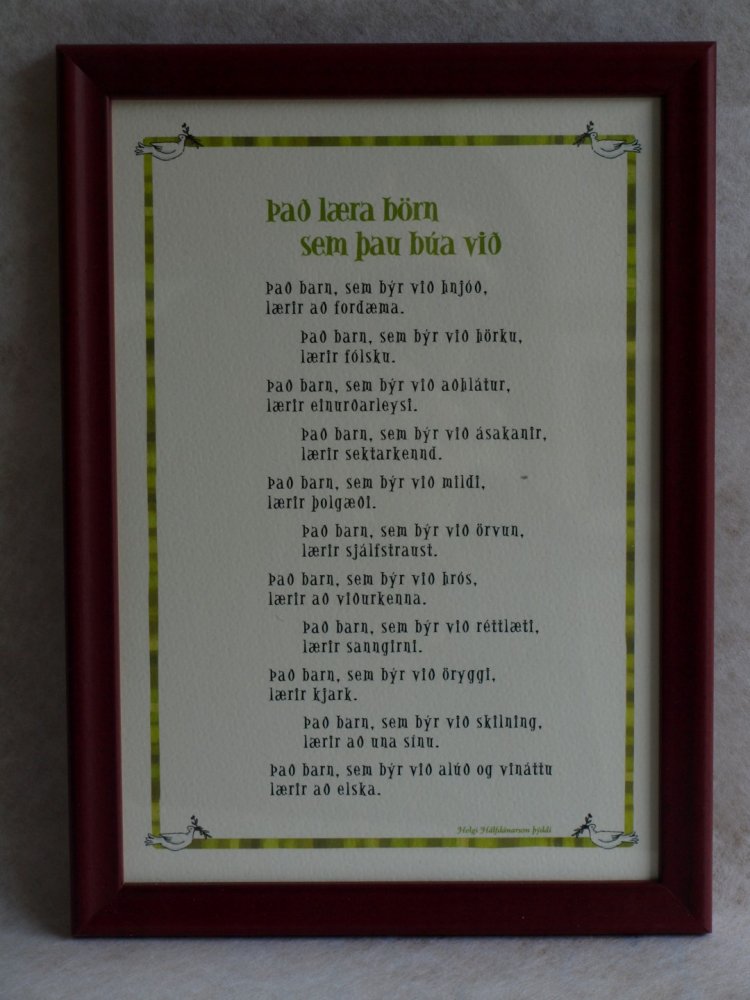 Það læra börn
sem þau búa við
Það barn, sem býr við hnjóð,
lærir að fordæma.
Það barn, sem býr við hörku,
lærir fólsku.
Það barn, sem býr við aðhlátur,
lærir einurðarleysi.
Það barn, sem býr við ásakanir,
lærir sektarkennd.
Það barn, sem býr við mildi,
lærir þolgæði.
Það barn, sem býr við örvun,
lærir sjálfstraust.
Það barn, sem býr við hrós,
lærir að viðurkenna.
Það barn, sem býr við réttlæti,
lærir sanngirni.
Það barn, sem býr við öryggi,
lærir kjark.
Það barn, sem býr við skilning,
lærir að una sínu.
Það barn, sem býr við alúð og vináttu
lærir að elska.
Helgi Hálfdánarson þýddi